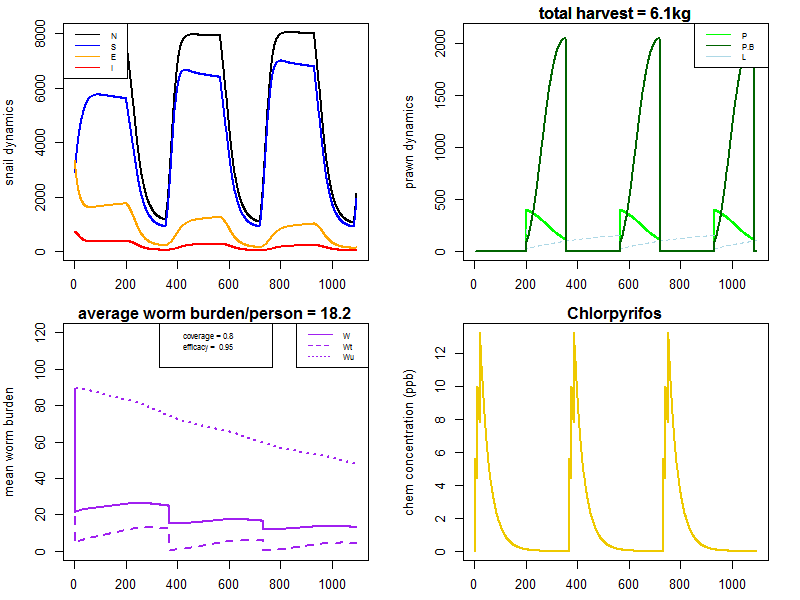 snail dynamics
0 2000 4000 6000 8000
N
S
E
I
0 200 400 600 800 1000
total harvest = 6.1kg
prawn dynamics
0 500 1000 1500 2000
P
P.B
L
0 200 400 600 800 1000
average worm burden/person = 18.2
mean worm burden
0 20 40 60 80 100 120
coverage = 0.8
efficacy = 0.95
W
Wt
Wu
0 200 400 600 800 1000
Chlorpyrifos
chem concentration (ppb)
0 2 4 6 8 10 12
0 200 400 600 800 1000